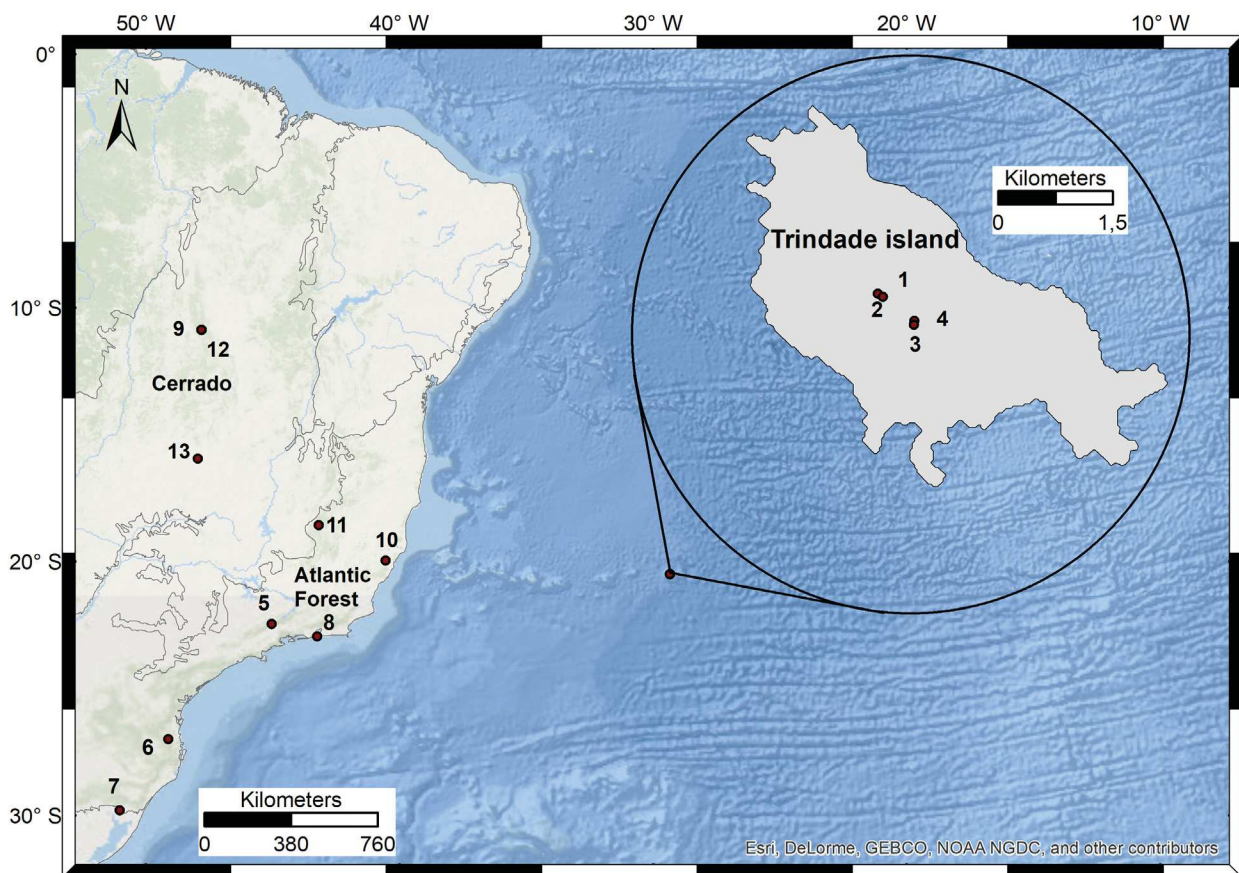 50° W 40° W 30° W 20° W 10° W
0°
N
Kilometers
0 1,5
Trindade island
1
2
4
3
10° S
9
12
Cerrado
13
11
10
20° S
Atlantic
Forest
5
8
6
7
30° S
Kilometers
0 380 760
Esri, DeLorme, GEBCO, NOAA NGDC, and other contributors